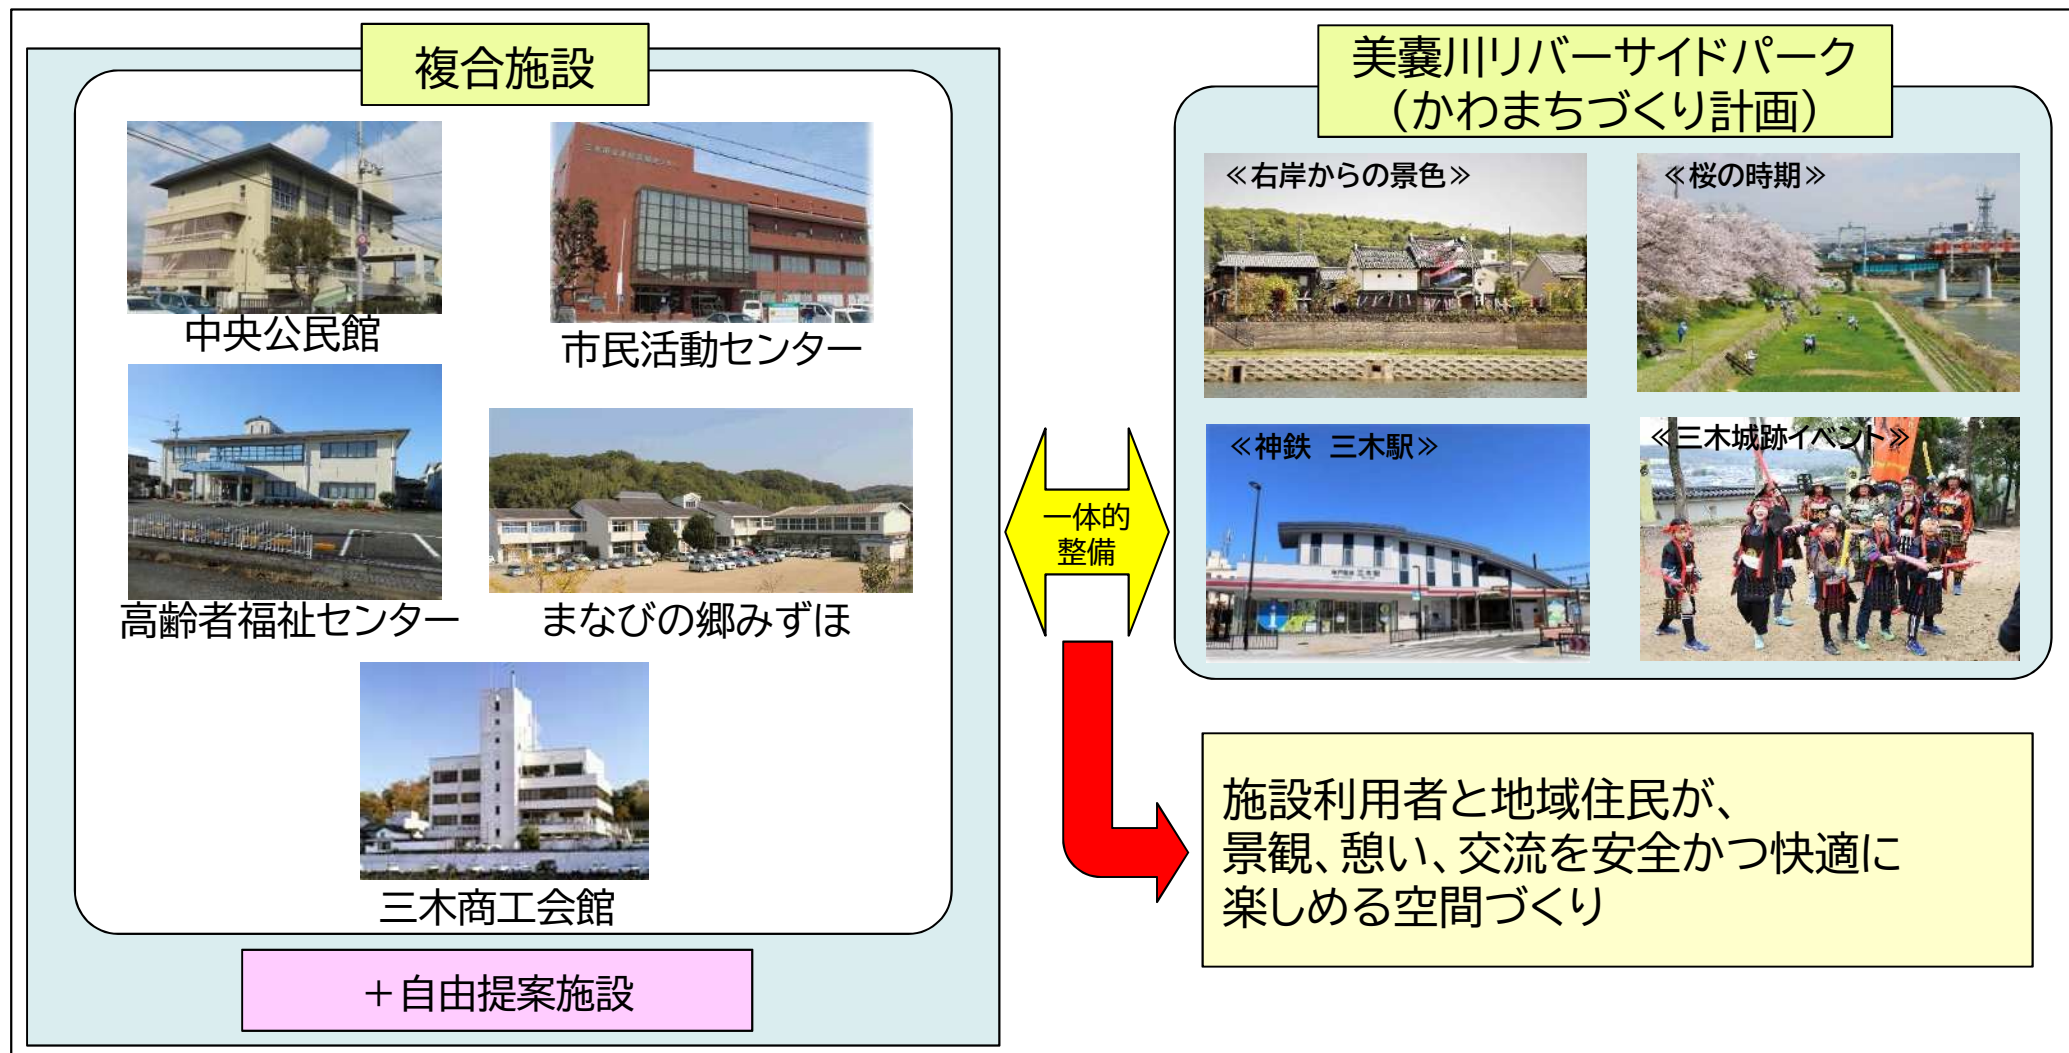 複合施設
中央公民館
市民活動センター
高齢者福祉センター
まなびの郷みずほ
三木商工会館
＋自由提案施設
一体的
整備
美嚢川リバーサイドパーク
（かわまちづくり計画）
≪右岸からの景色≫
≪桜の時期≫
≪神鉄 三木駅≫
≪三木城跡イベント≫
施設利用者と地域住民が、
景観、憩い、交流を安全かつ快適に
楽しめる空間づくり